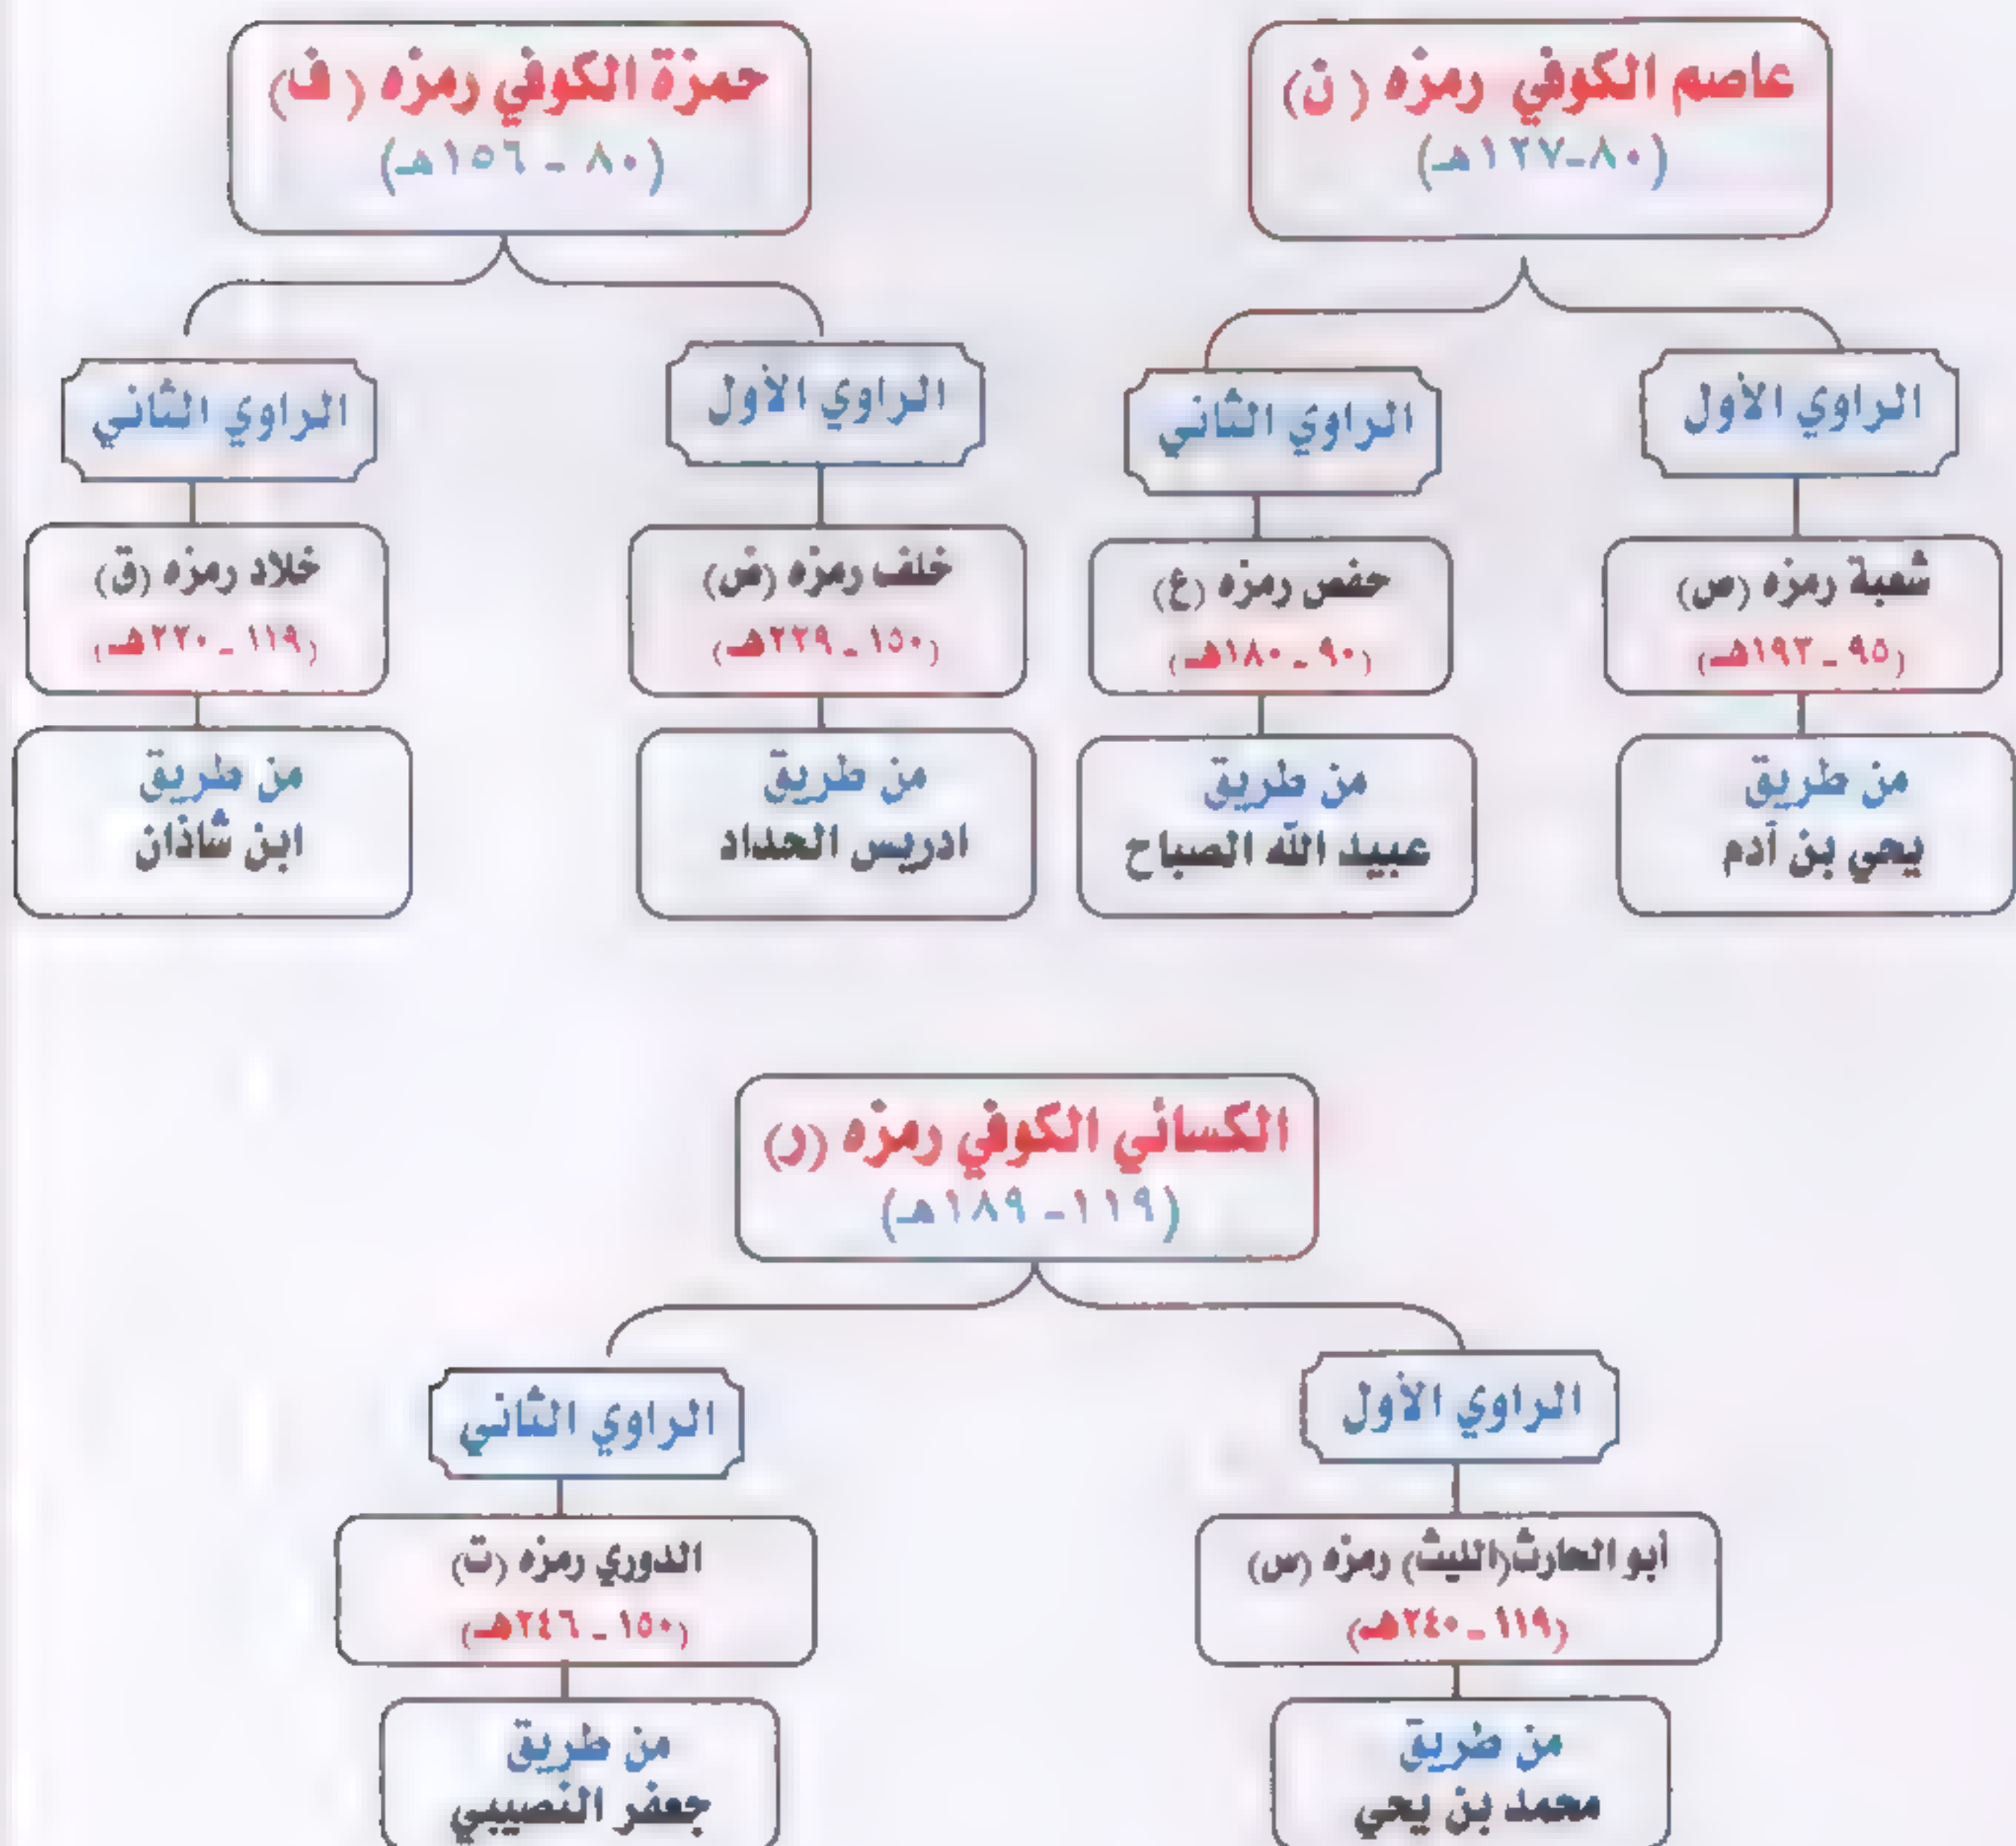 عاصم الكوفي رمزه (ن)
(٨٠-١٢٧هـ)
الراوي الأول
شعبة رمزه (ص)
(٩٥ - ١٩٣هـ)
من طريق
يحي بن آدم
الراوي الثاني
حفص رمزه (ع)
(٩٠ - ١٨٠هـ)
من طريق
عبيد الله الصباح
حمزة الكوفي رمزه (ف)
(٨٠ - ١٥٦هـ)
الراوي الأول
خلف رمزه (ض)
(١٥٠ - ٢٢٩هـ)
من طريق
ادريس الحداد
الراوي الثاني
خلاد رمزه (ق)
(١١٩ - ٢٢٠هـ)
من طريق
ابن شاذان
الكسائي الكوفي رمزه (ر)
(١١٩- ١٨٩هـ)
الراوي الأول
أبو الحارث(الليث) رمزه (س)
(١١٩ - ٢٤٠هـ)
من طريق
محمد بن يحي
الراوي الثاني
الدوري رمزه (ت)
(١٥٠ - ٢٤٦هـ)
من طريق
جعفر النصيبي